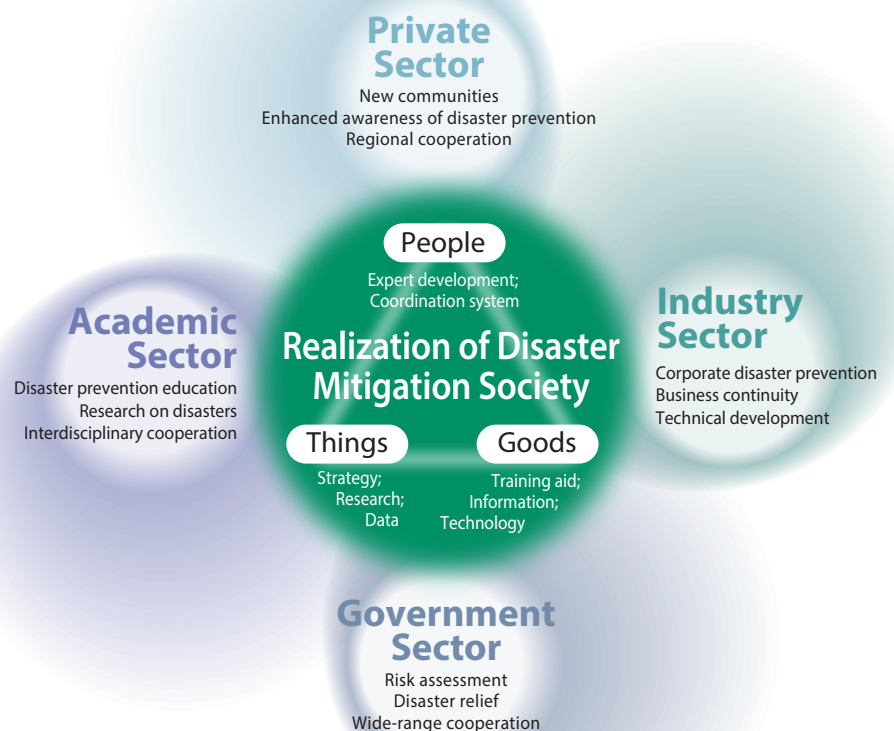 Private
Sector
New communities
Enhanced awareness of disaster prevention
Regional cooperation
People
Expert development;
Coordination system
Realization of Disaster
Mitigation Society
Things
Strategy;
Research;
Data
Goods
Training aid;
Information;
Technology
Academic
Sector
Disaster prevention education
Research on disasters
Interdisciplinary cooperation
Industry
Sector
Corporate disaster prevention
Business continuity
Technical development
Government
Sector
Risk assessment
Disaster relief
Wide-range cooperation